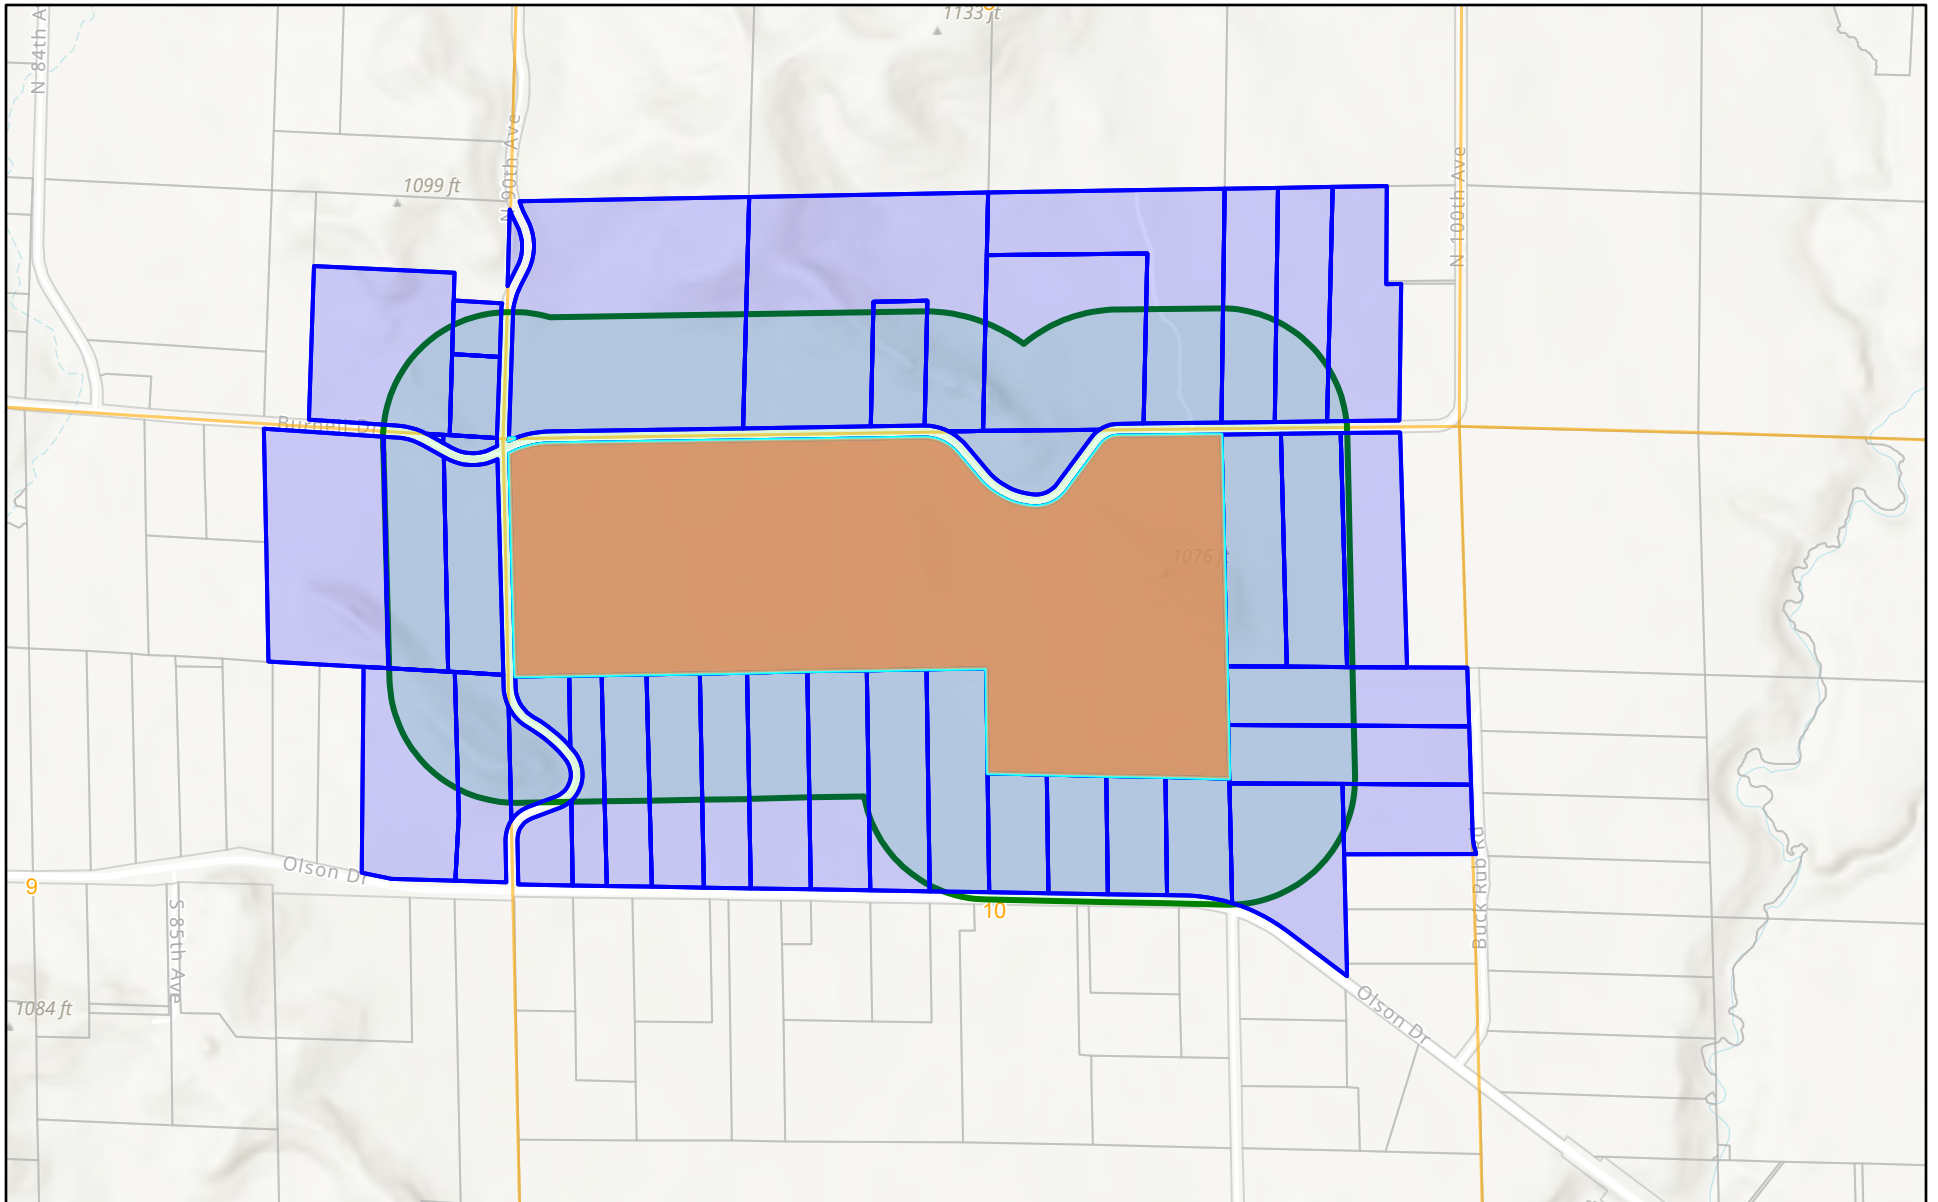 1133 ft
N 84th A
N 90th Ave
1099 ft
N 100th Ave
Burnell Dr
1076 ft
Olson Dr
9
10
S 85th Ave
Buck Rub Rd
1084 ft
Olson Dr